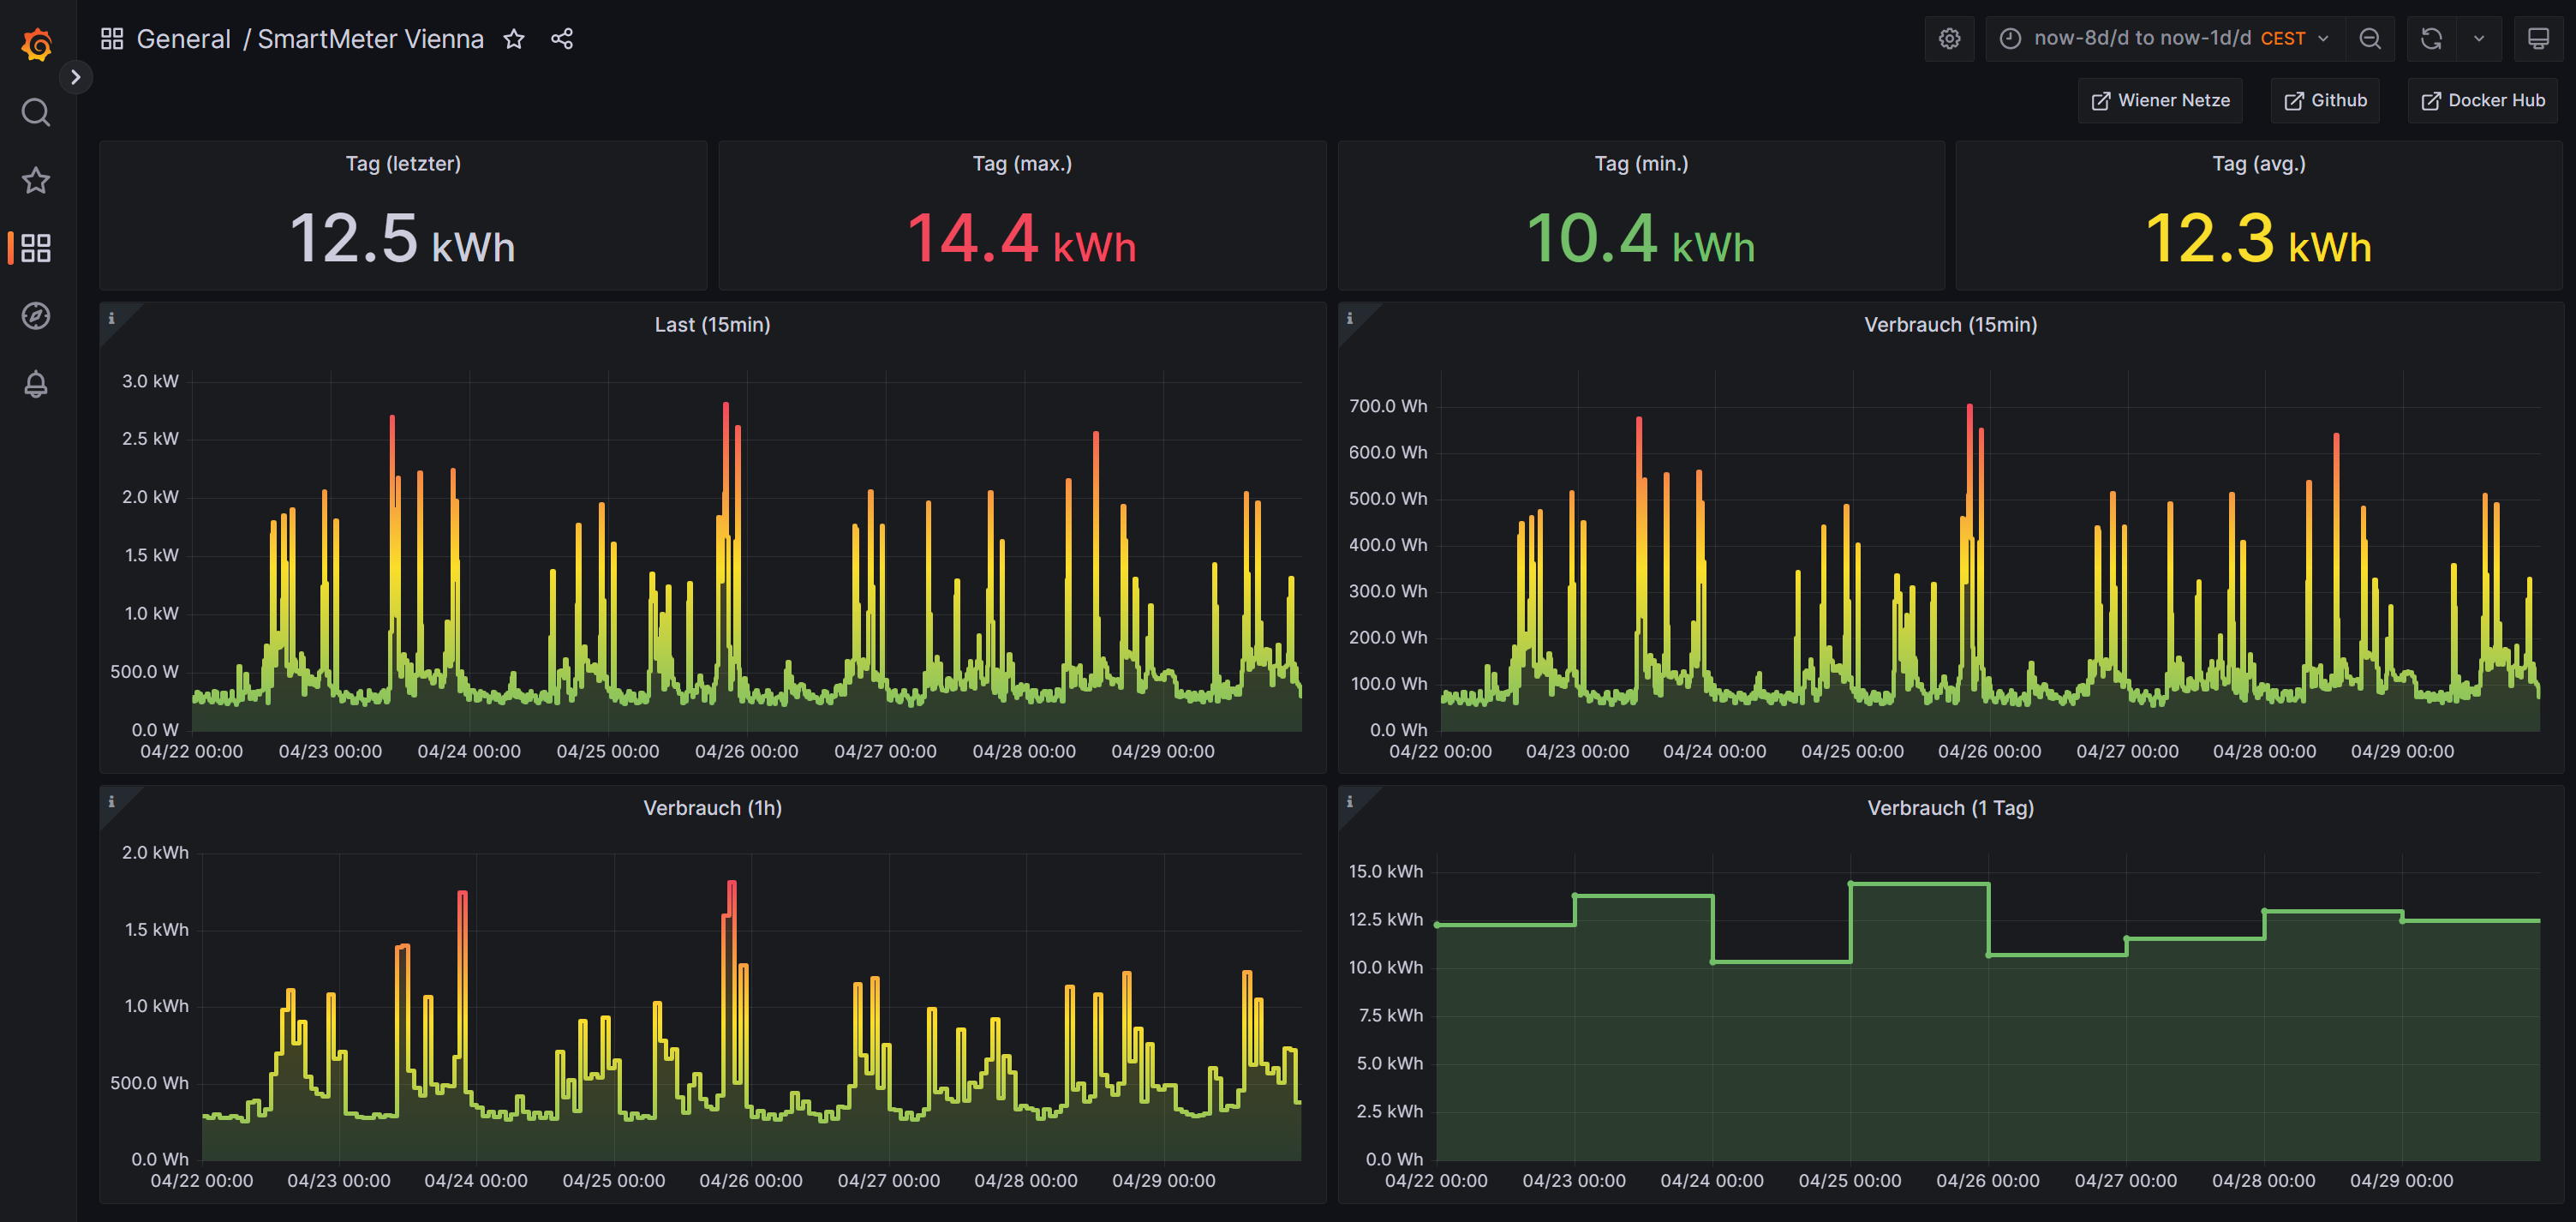 General / SmartMeter Vienna
now-8d/d to now-1d/d CEST
Wiener Netze
Github
Docker Hub
Tag (letzter)
12.5 kWh
Tag (max.)
14.4 kWh
Tag (min.)
10.4 kWh
Tag (avg.)
12.3 kWh
Last (15min)
3.0 kW
2.5 kW
2.0 kW
1.5 kW
1.0 kW
500.0 W
0.0 W
04/22 00:00 04/23 00:00 04/24 00:00 04/25 00:00 04/26 00:00 04/27 00:00 04/28 00:00 04/29 00:00
Verbrauch (15min)
700.0 Wh
600.0 Wh
500.0 Wh
400.0 Wh
300.0 Wh
200.0 Wh
100.0 Wh
0.0 Wh
04/22 00:00 04/23 00:00 04/24 00:00 04/25 00:00 04/26 00:00 04/27 00:00 04/28 00:00 04/29 00:00
Verbrauch (1h)
2.0 kWh
1.5 kWh
1.0 kWh
500.0 Wh
0.0 Wh
04/22 00:00 04/23 00:00 04/24 00:00 04/25 00:00 04/26 00:00 04/27 00:00 04/28 00:00 04/29 00:00
Verbrauch (1 Tag)
15.0 kWh
12.5 kWh
10.0 kWh
7.5 kWh
5.0 kWh
2.5 kWh
0.0 Wh
04/22 00:00 04/23 00:00 04/24 00:00 04/25 00:00 04/26 00:00 04/27 00:00 04/28 00:00 04/29 00:00